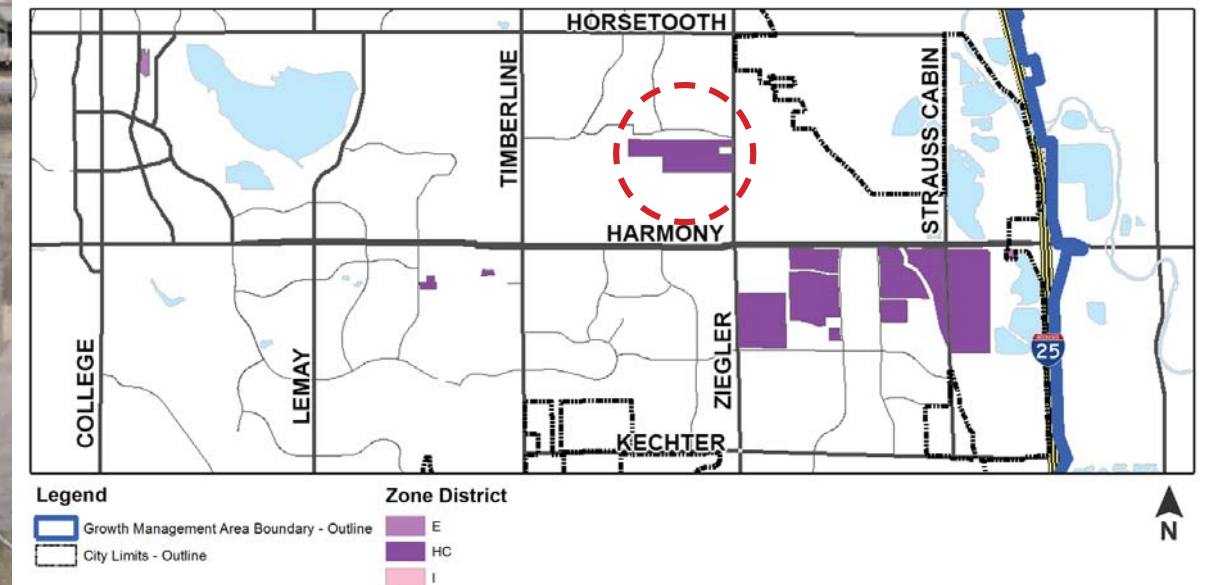 HORSETOOTH
TIMBERLINE
STRAUSS CABIN
HARMONY
COLLEGE
LEMAY
ZIEGLER
25
KECHTER
Legend
Growth Management Area Boundary - Outline
City Limits - Outline
Zone District
E
HC
I
N